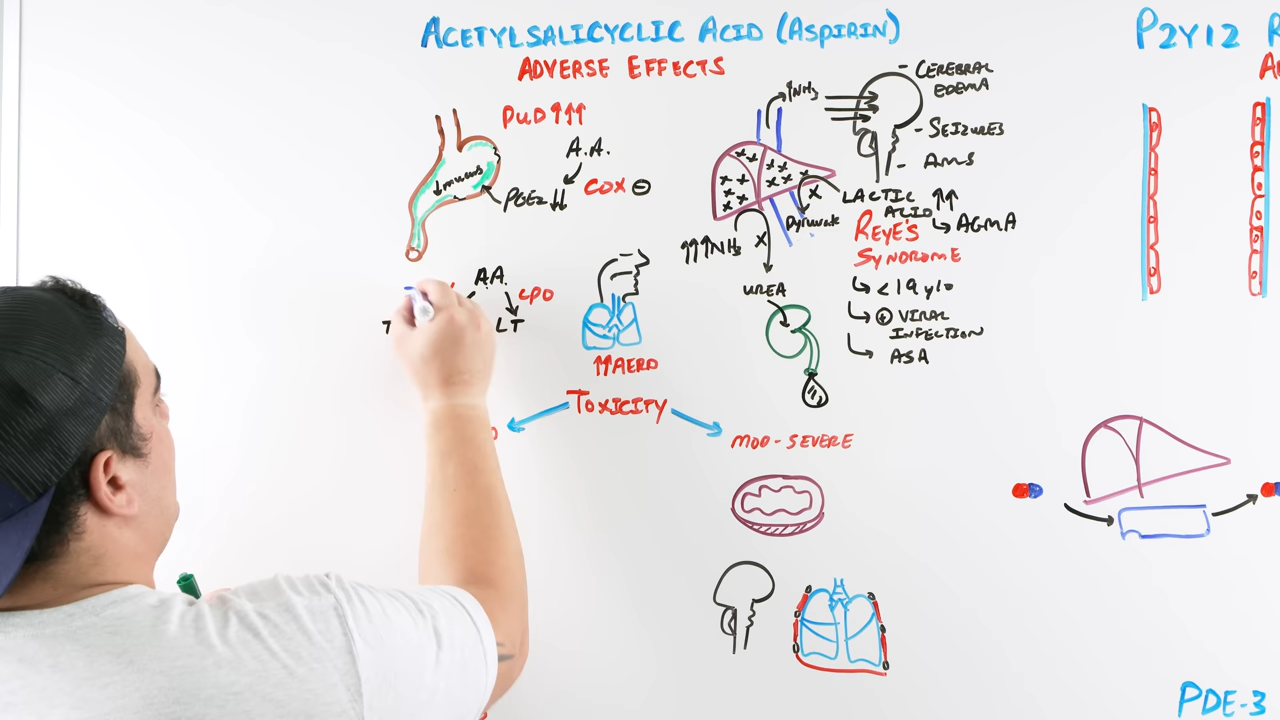 ACETYLSALICYCLIC ACID (ASPIRIN)
ADVERSE EFFECTS
PUD ↑↑↑
A.A.
COX ⊖
↓ mucus
PGE2 ↓↓
A.A.
LPO
T
LT
↑↑ AERD
↑NH3
- CEREBRAL
EDEMA
- SEIZURES
- AMS
LACTIC ↑↑
ACID
↳ AGMA
Pyruvate
↑↑↑NH3
UREA
REYE'S
SYNDROME
↳ <19 y/o
↳ ⊕ VIRAL
INFECTION
↳ ASA
TOXICITY
MOD-SEVERE
P2Y12 R
A
PDE-3